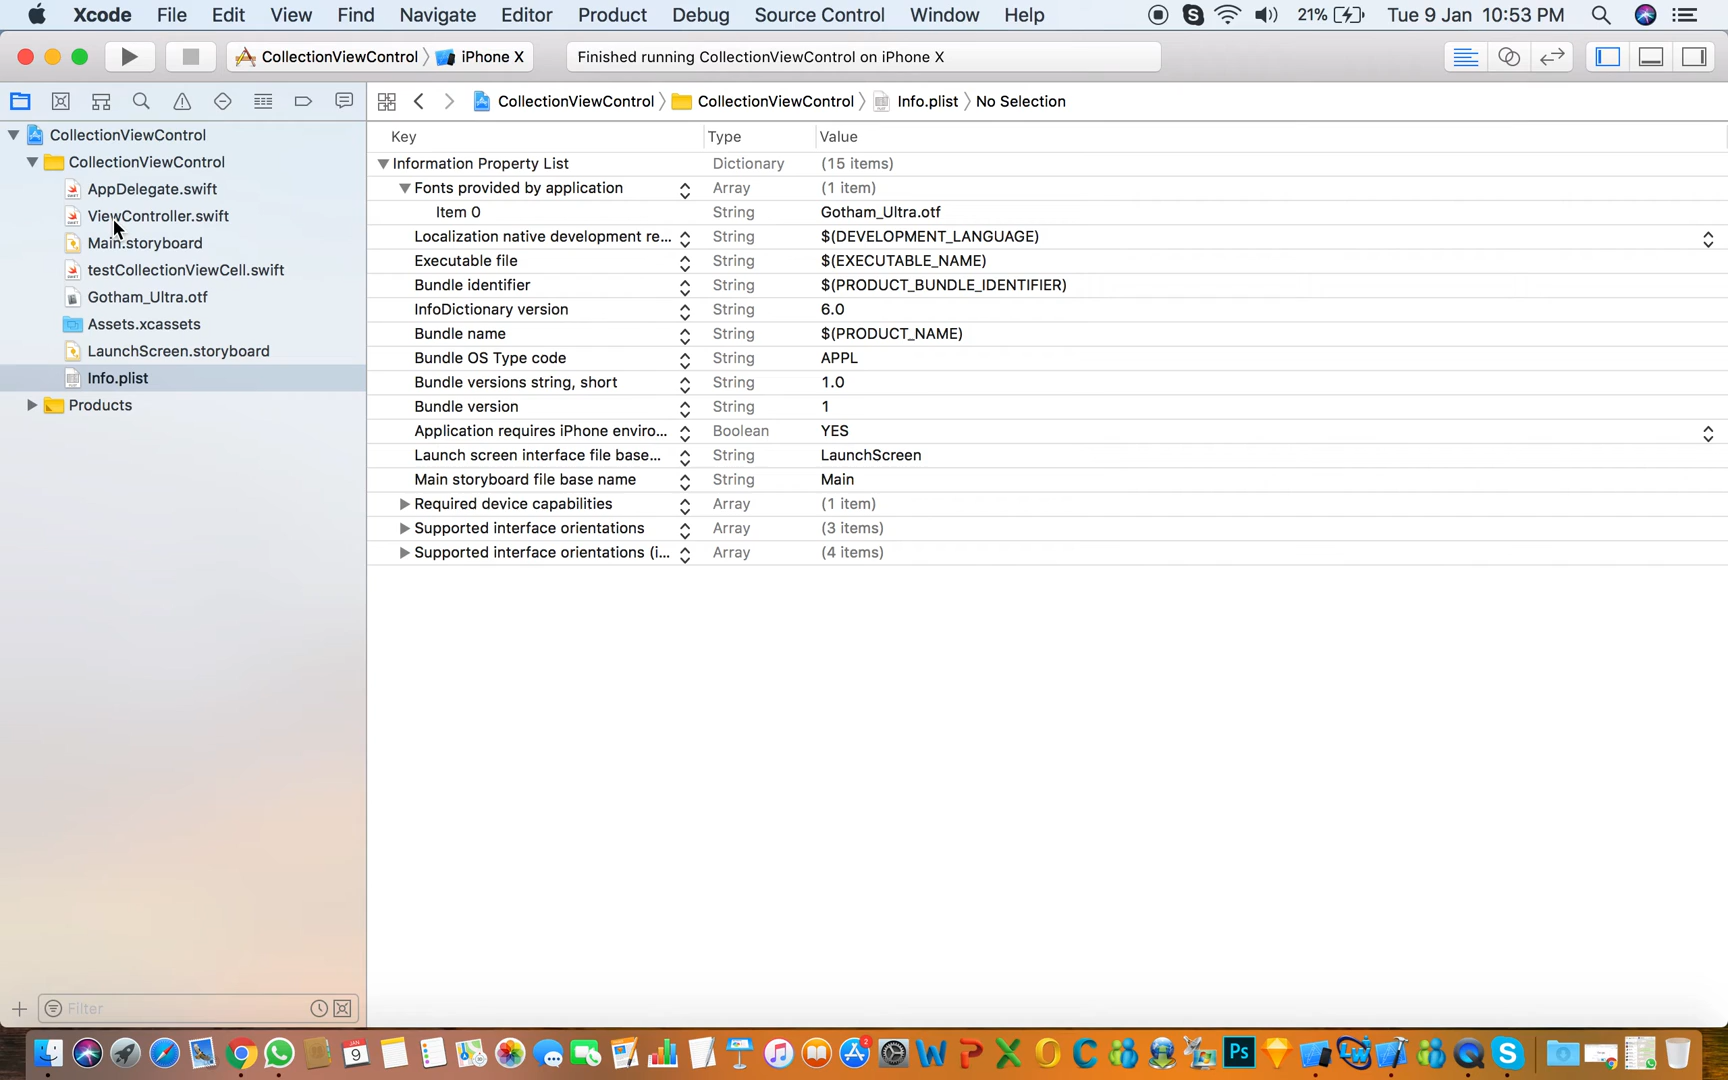 Xcode File Edit View Find Navigate Editor Product Debug Source Control Window Help 21% Tue 9 Jan 10:53 PM
CollectionViewControl iPhone X Finished running CollectionViewControl on iPhone X
CollectionViewControl CollectionViewControl Info.plist No Selection
CollectionViewControl
CollectionViewControl
AppDelegate.swift
ViewController.swift
Main.storyboard
testCollectionViewCell.swift
Gotham_Ultra.otf
Assets.xcassets
LaunchScreen.storyboard
Info.plist
Products
Filter
Key Type Value
Information Property List Dictionary (15 items)
Fonts provided by application Array (1 item)
Item 0 String Gotham_Ultra.otf
Localization native development re... String $(DEVELOPMENT_LANGUAGE)
Executable file String $(EXECUTABLE_NAME)
Bundle identifier String $(PRODUCT_BUNDLE_IDENTIFIER)
InfoDictionary version String 6.0
Bundle name String $(PRODUCT_NAME)
Bundle OS Type code String APPL
Bundle versions string, short String 1.0
Bundle version String 1
Application requires iPhone enviro... Boolean YES
Launch screen interface file base... String LaunchScreen
Main storyboard file base name String Main
Required device capabilities Array (1 item)
Supported interface orientations Array (3 items)
Supported interface orientations (i... Array (4 items)
JAN
9
2
Ps